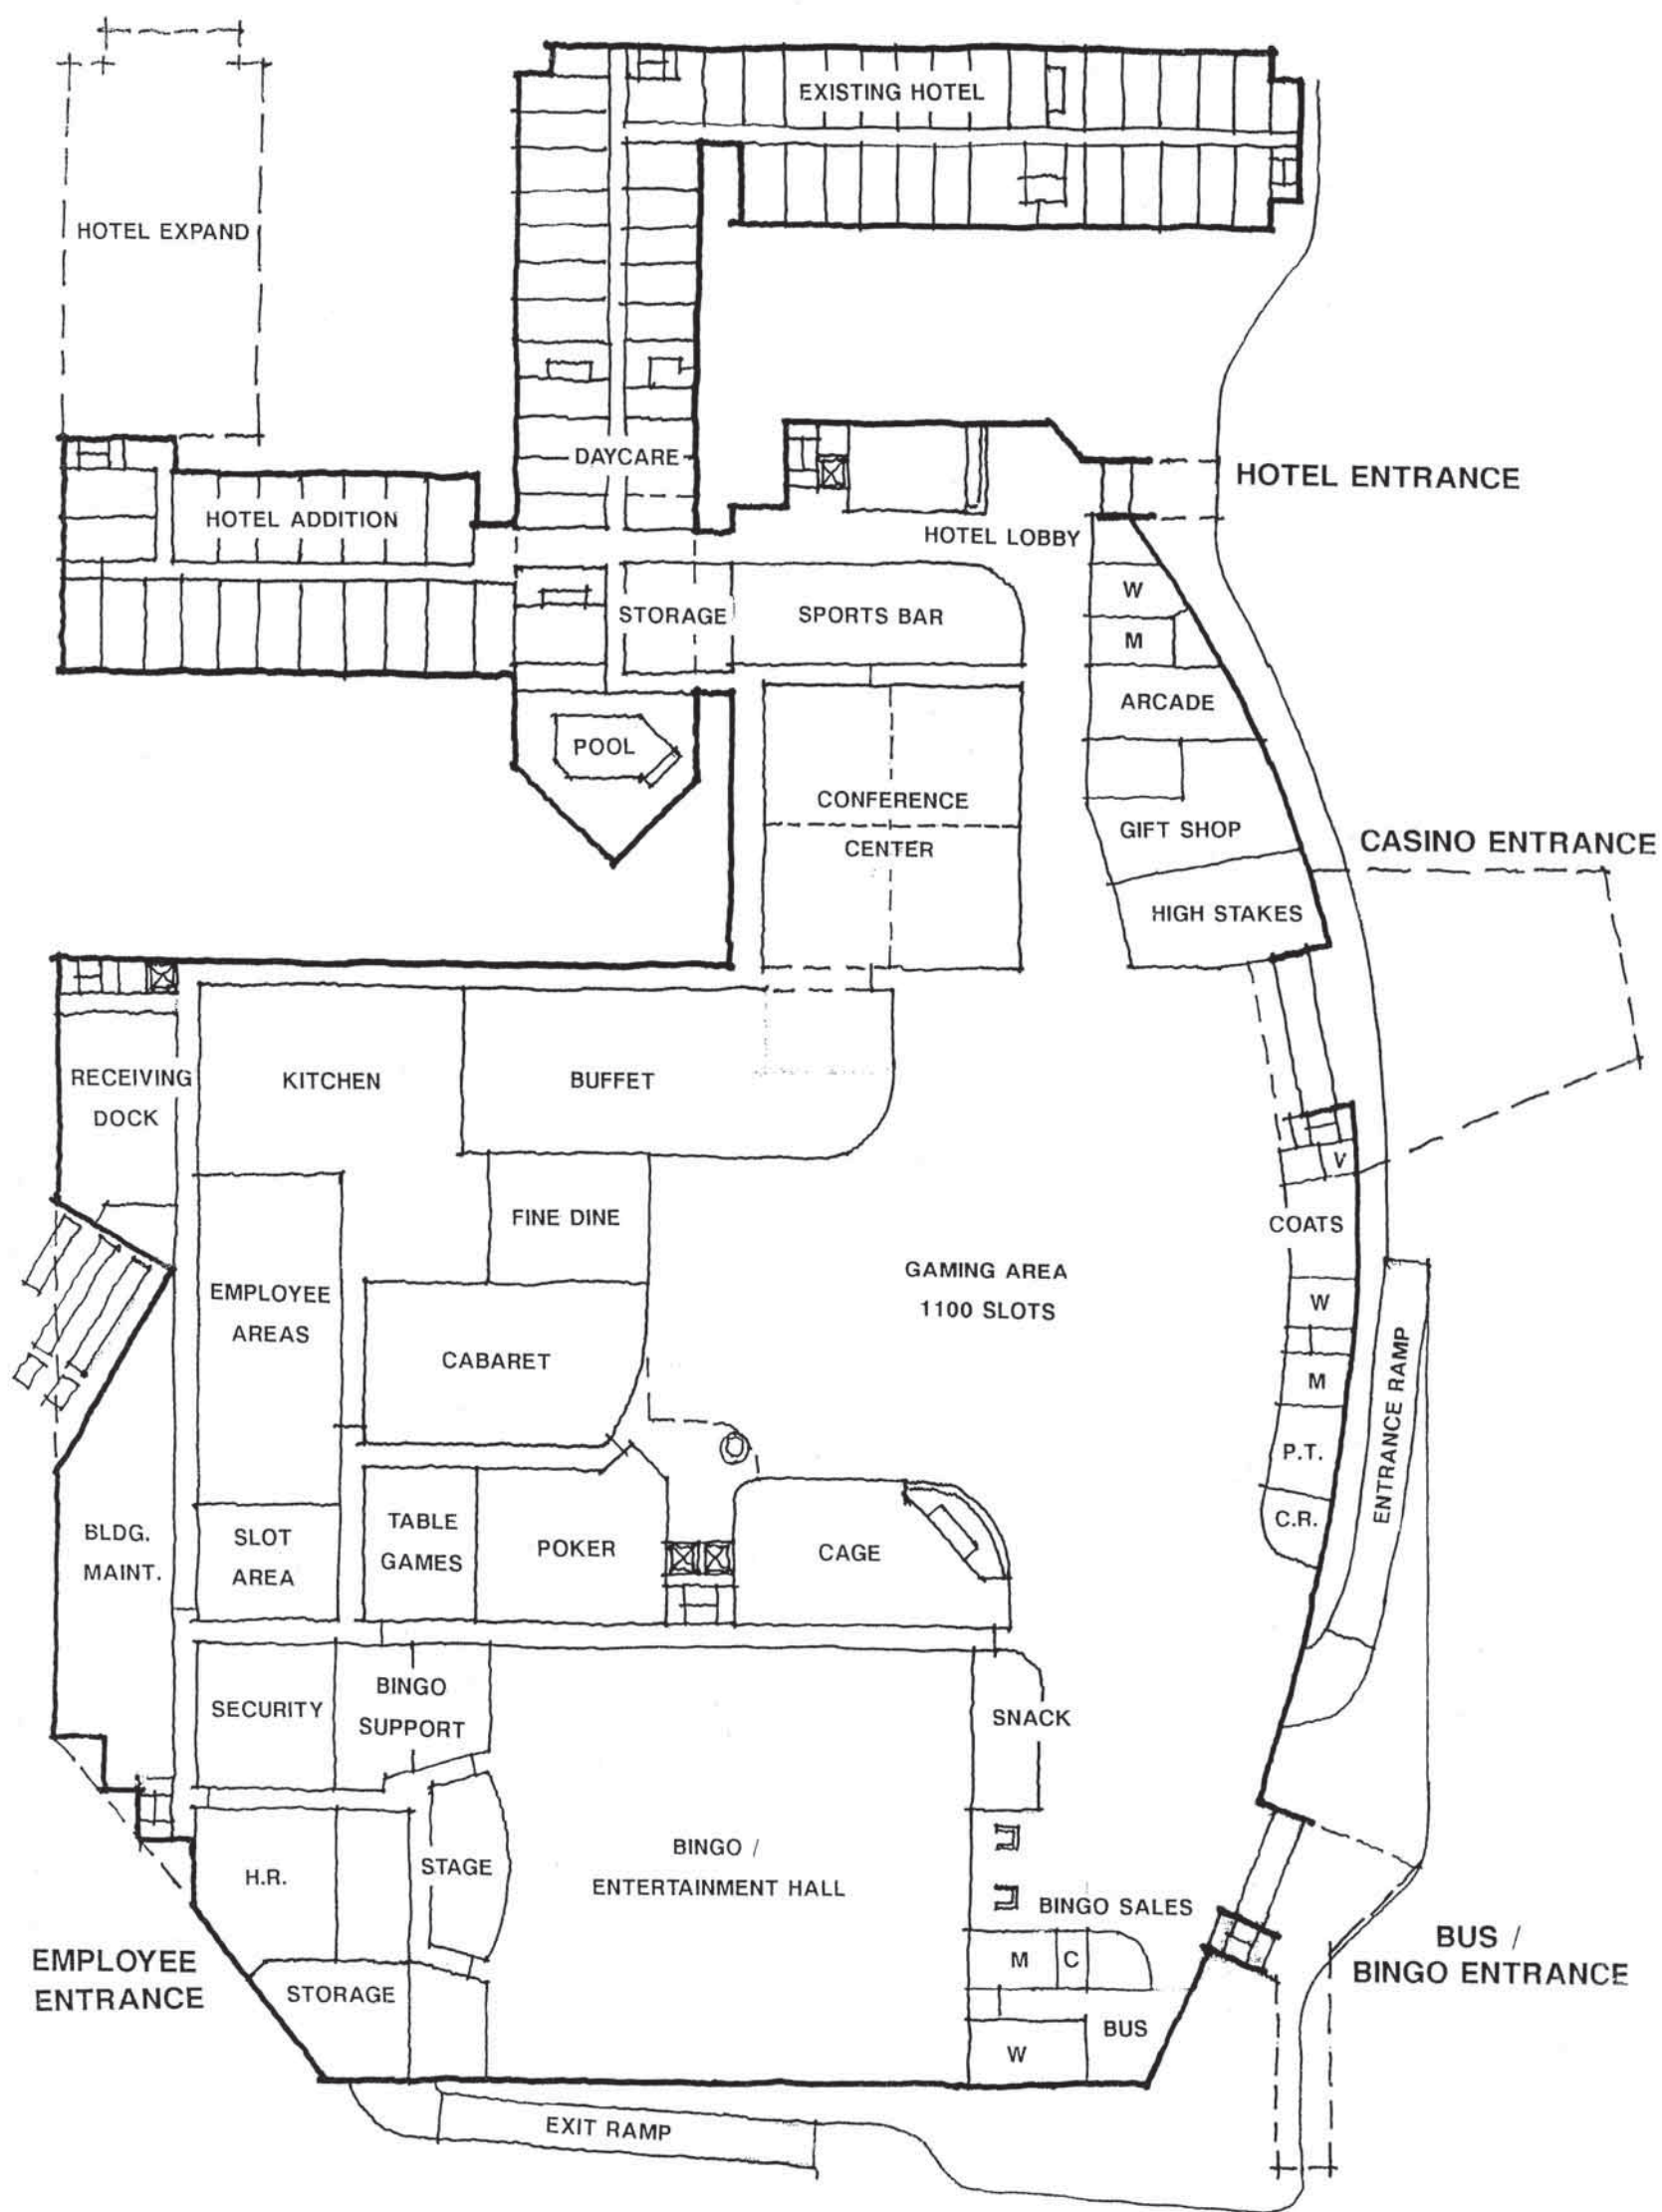 EXISTING HOTEL
HOTEL EXPAND
DAYCARE
HOTEL ENTRANCE
HOTEL ADDITION
HOTEL LOBBY
W
STORAGE
SPORTS BAR
M
ARCADE
POOL
CONFERENCE
CENTER
GIFT SHOP
CASINO ENTRANCE
HIGH STAKES
RECEIVING
DOCK
KITCHEN
BUFFET
V
FINE DINE
COATS
GAMING AREA
1100 SLOTS
EMPLOYEE
AREAS
W
CABARET
M
ENTRANCE RAMP
P.T.
C.R.
BLDG.
MAINT.
SLOT
AREA
TABLE
GAMES
POKER
CAGE
SECURITY
BINGO
SUPPORT
SNACK
H.R.
STAGE
BINGO /
ENTERTAINMENT HALL
BINGO SALES
M
C
BUS /
BINGO ENTRANCE
EMPLOYEE
ENTRANCE
STORAGE
BUS
W
EXIT RAMP